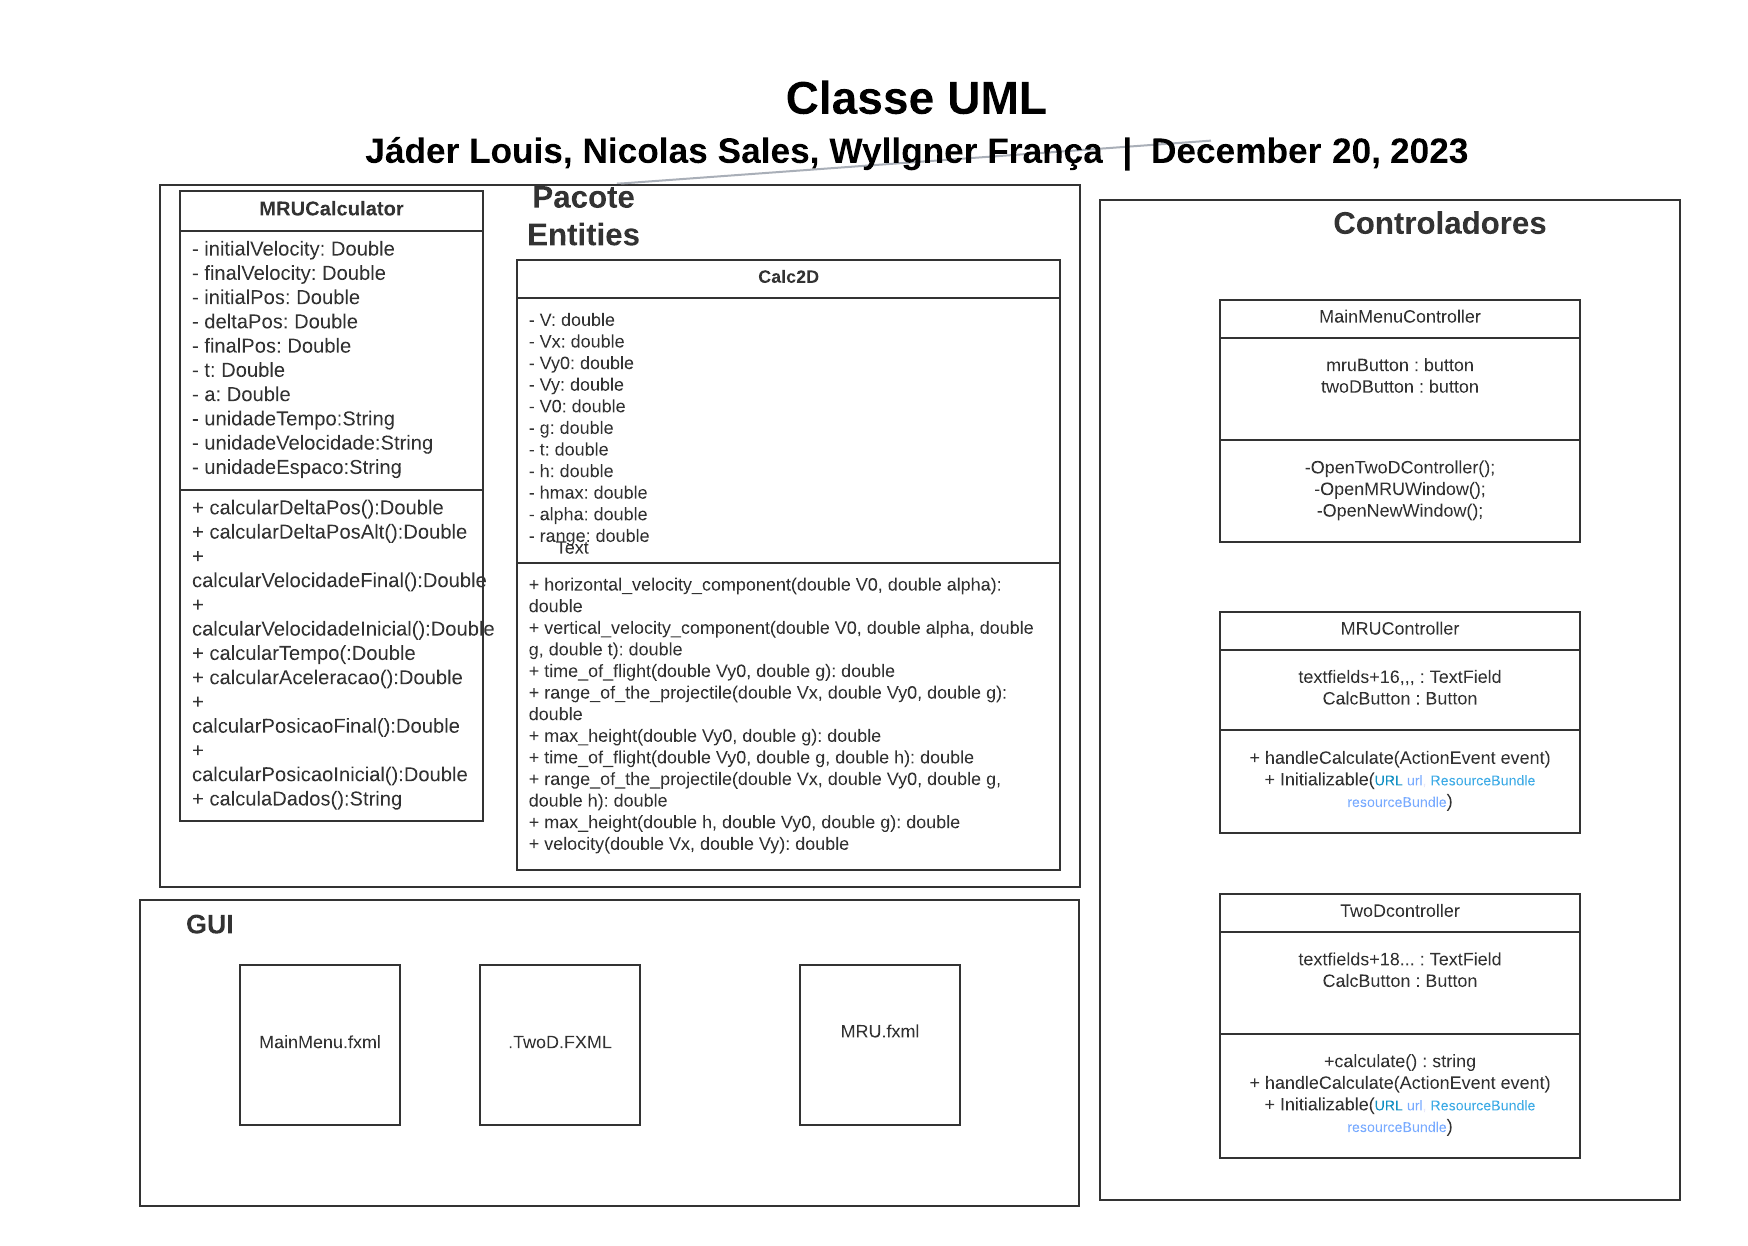 Classe UML
Jáder Louis, Nicolas Sales, Wyllgner França | December 20, 2023
MRUCalculator
- initialVelocity: Double
- finalVelocity: Double
- initialPos: Double
- deltaPos: Double
- finalPos: Double
- t: Double
- a: Double
- unidadeTempo:String
- unidadeVelocidade:String
- unidadeEspaco:String
+ calcularDeltaPos():Double
+ calcularDeltaPosAlt():Double
+
calcularVelocidadeFinal():Double
+
calcularVelocidadeInicial():Double
+ calcularTempo(:Double
+ calcularAceleracao():Double
+
calcularPosicaoFinal():Double
+
calcularPosicaoInicial():Double
+ calculaDados():String
Pacote
Entities
Calc2D
- V: double
- Vx: double
- Vy0: double
- Vy: double
- V0: double
- g: double
- t: double
- h: double
- hmax: double
- alpha: double
- range: double
Text
+ horizontal_velocity_component(double V0, double alpha):
double
+ vertical_velocity_component(double V0, double alpha, double
g, double t): double
+ time_of_flight(double Vy0, double g): double
+ range_of_the_projectile(double Vx, double Vy0, double g):
double
+ max_height(double Vy0, double g): double
+ time_of_flight(double Vy0, double g, double h): double
+ range_of_the_projectile(double Vx, double Vy0, double g,
double h): double
+ max_height(double h, double Vy0, double g): double
+ velocity(double Vx, double Vy): double
Controladores
MainMenuController
mruButton : button
twoDButton : button
-OpenTwoDController();
-OpenMRUWindow();
-OpenNewWindow();
MRUController
textfields+16,,, : TextField
CalcButton : Button
+ handleCalculate(ActionEvent event)
+ Initializable(URL url, ResourceBundle
resourceBundle)
TwoDcontroller
textfields+18... : TextField
CalcButton : Button
+calculate() : string
+ handleCalculate(ActionEvent event)
+ Initializable(URL url, ResourceBundle
resourceBundle)
GUI
MainMenu.fxml
.TwoD.FXML
MRU.fxml